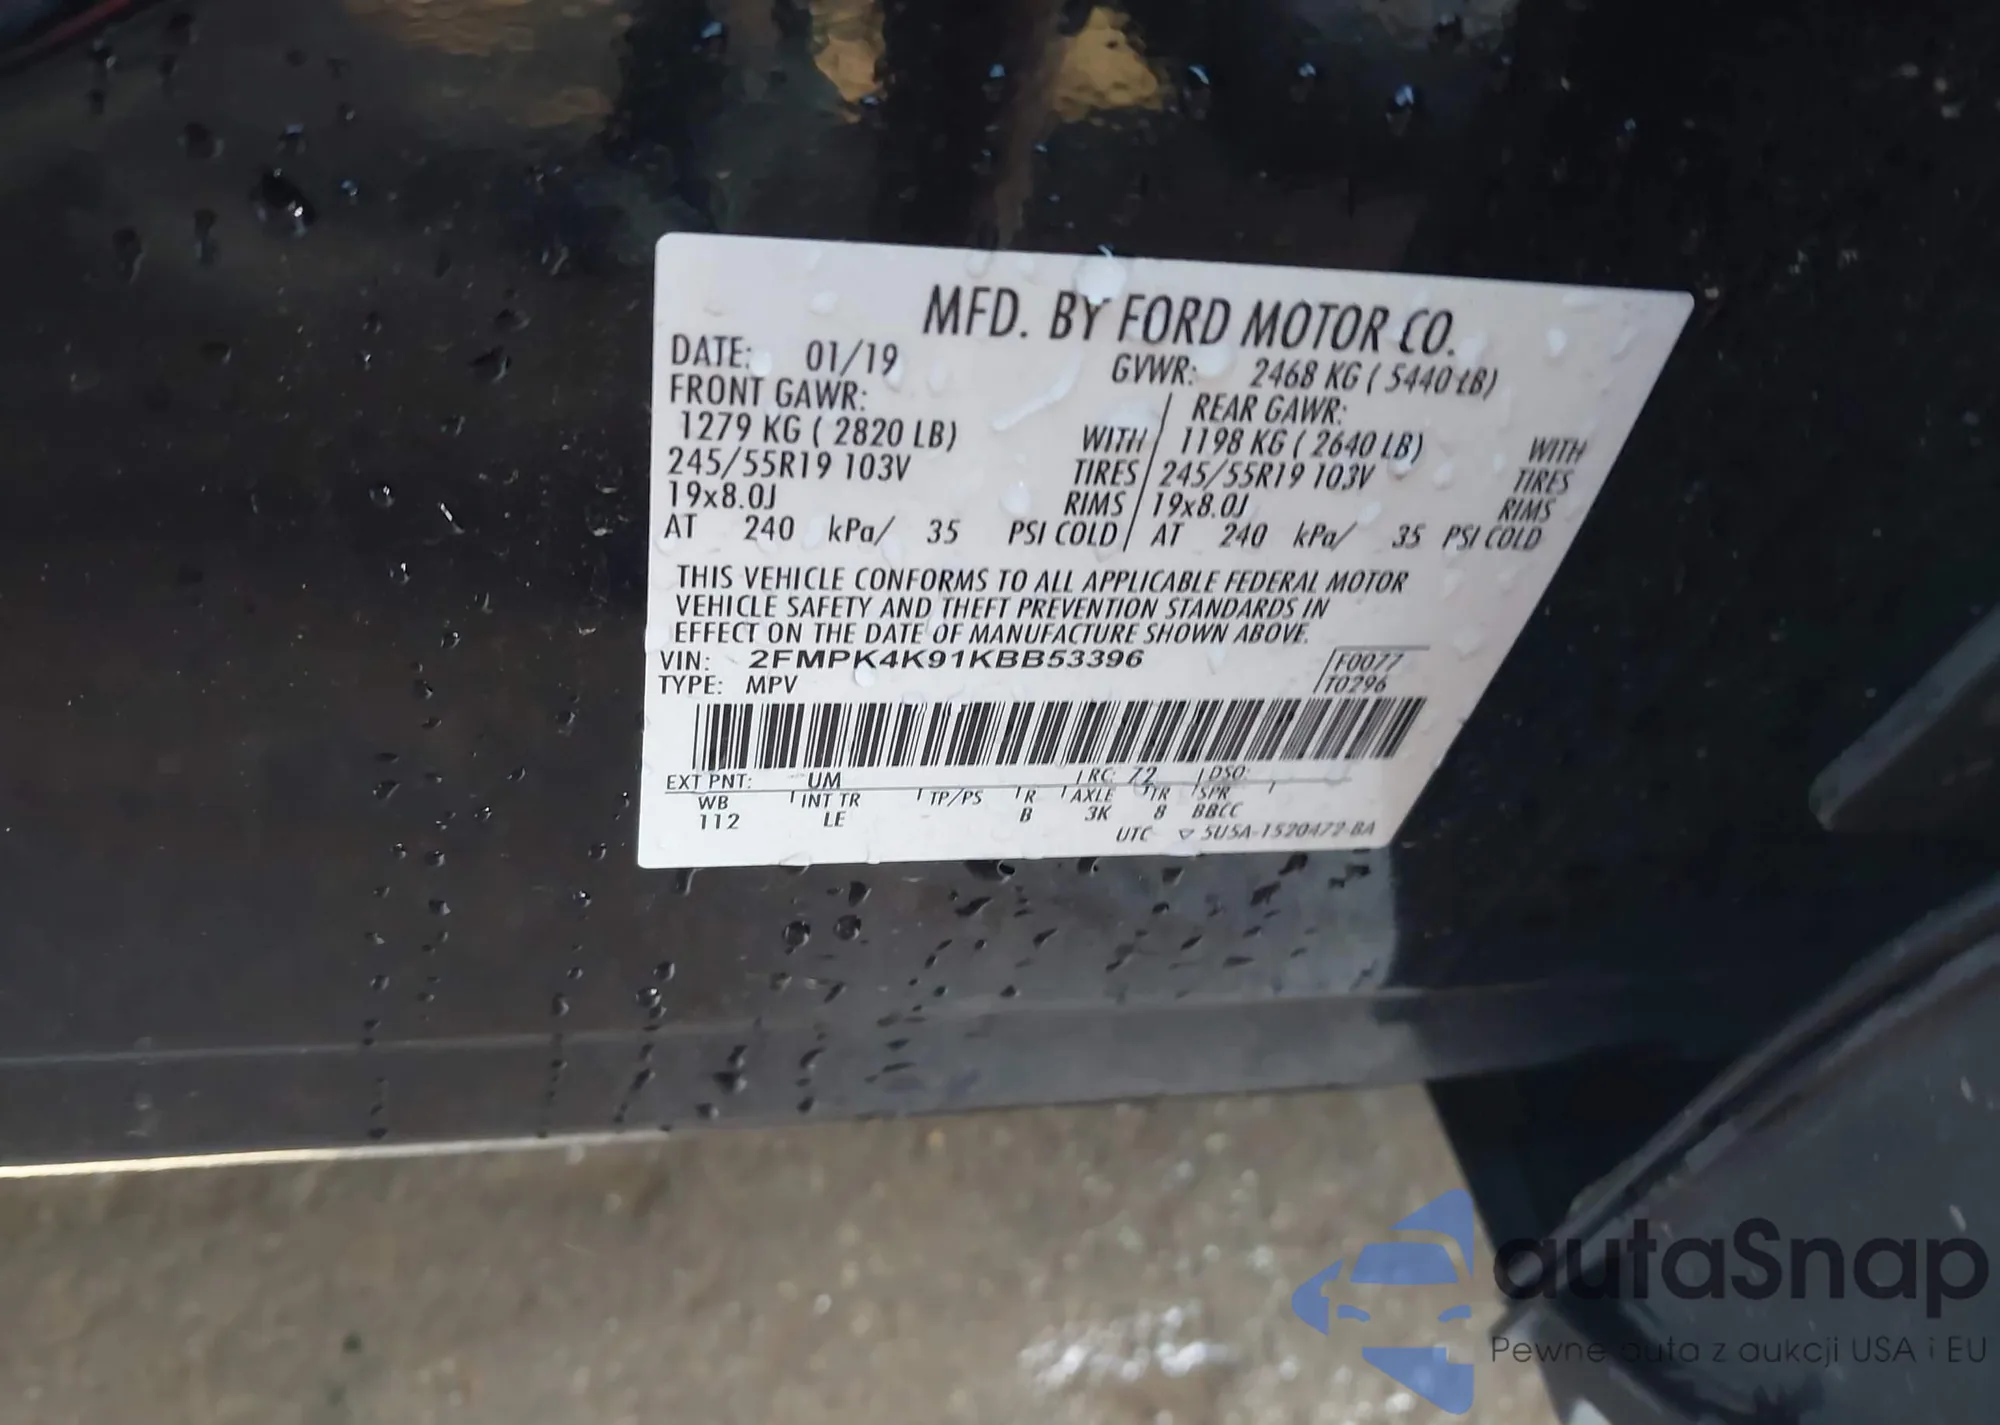 MFD. BY FORD MOTOR CO.
DATE: 01/19 GVWR: 2468 KG ( 5440 LB)
FRONT GAWR: / REAR GAWR:
1279 KG ( 2820 LB) WITH / 1198 KG ( 2640 LB) WITH
245/55R19 103V TIRES / 245/55R19 103V TIRES
19x8.0J RIMS / 19x8.0J RIMS
AT 240 kPa/ 35 PSI COLD / AT 240 kPa/ 35 PSI COLD
THIS VEHICLE CONFORMS TO ALL APPLICABLE FEDERAL MOTOR
VEHICLE SAFETY AND THEFT PREVENTION STANDARDS IN
EFFECT ON THE DATE OF MANUFACTURE SHOWN ABOVE.
VIN: 2FMPK4K91KBB53396 F0077
TYPE: MPV T0296
EXT PNT: UM RC: 72 DSO:
WB INT TR TP/PS R AXLE TR SPR
112 LE B 3K 8 BBCC
UTC ▽ 5U5A-1520472-BA
autaSnap
Pewne auta z aukcji USA i EU